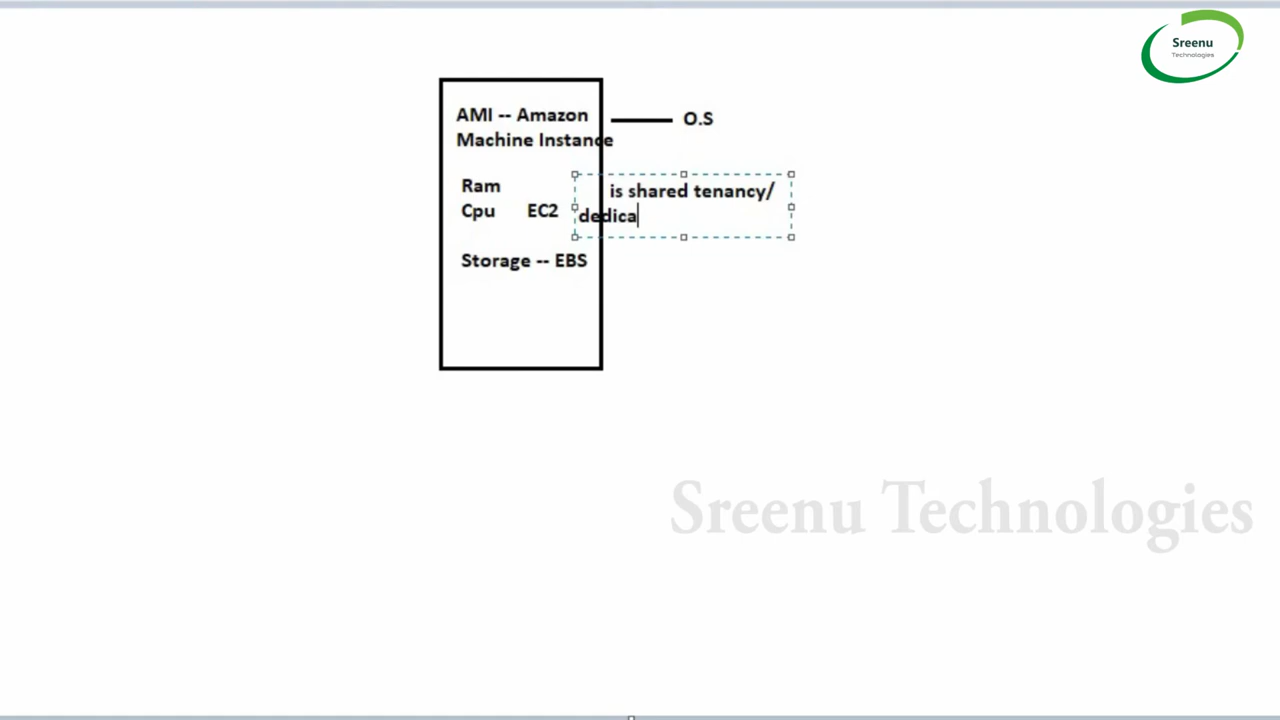 Sreenu
Technologies
AMI -- Amazon
Machine Instance
O.S
Ram
Cpu EC2
is shared tenancy/
dedica
Storage -- EBS
Sreenu Technologies